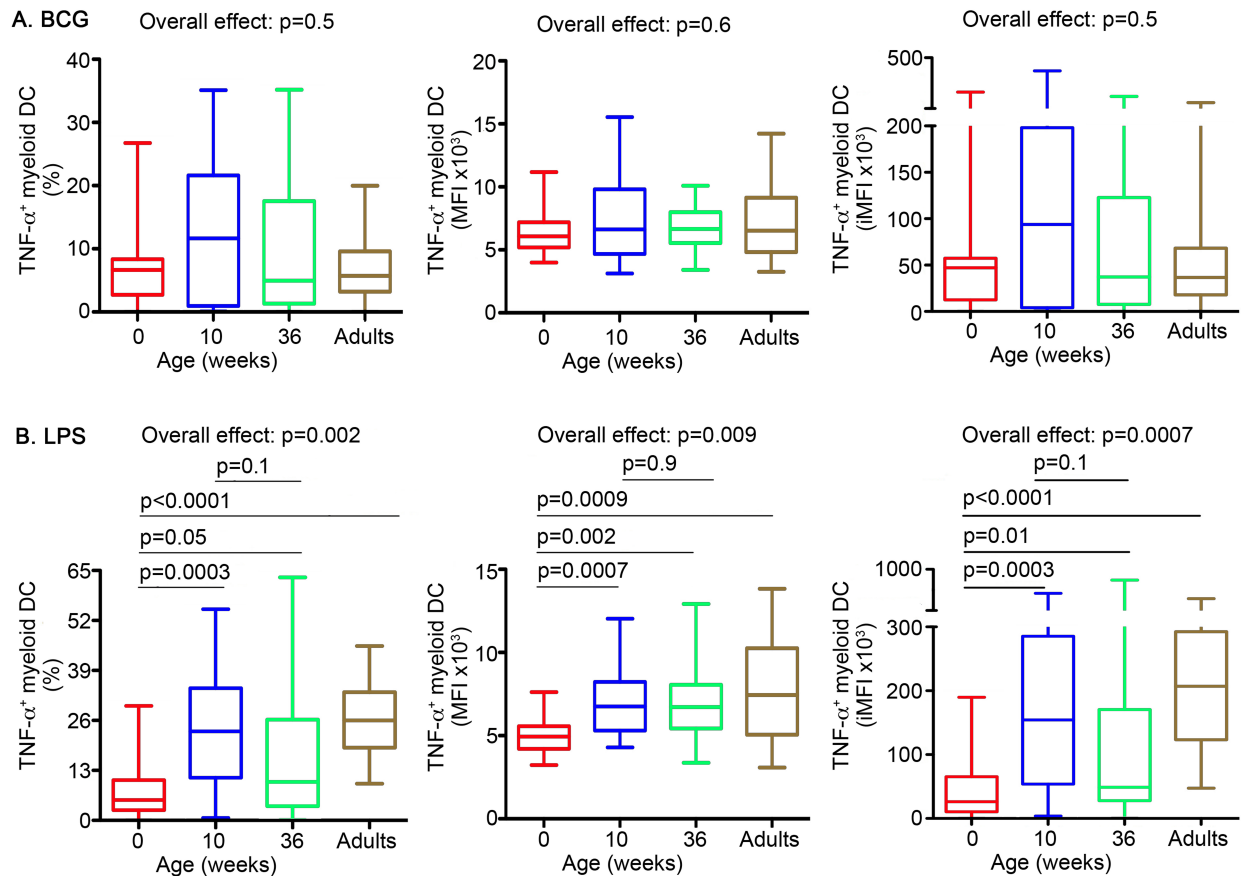 A. BCG
Overall effect: p=0.5
Overall effect: p=0.6
Overall effect: p=0.5
TNF-α⁺ myeloid DC
(%)
40
30
20
10
0
0
10
36
Adults
Age (weeks)
TNF-α⁺ myeloid DC
(MFI x10³)
20
15
10
5
0
0
10
36
Adults
Age (weeks)
TNF-α⁺ myeloid DC
(iMFI x10³)
500
200
150
100
50
0
0
10
36
Adults
Age (weeks)
B. LPS
Overall effect: p=0.002
p=0.1
p<0.0001
p=0.05
p=0.0003
TNF-α⁺ myeloid DC
(%)
65
52
39
26
13
0
0
10
36
Adults
Age (weeks)
Overall effect: p=0.009
p=0.9
p=0.0009
p=0.002
p=0.0007
TNF-α⁺ myeloid DC
(MFI x10³)
15
10
5
0
0
10
36
Adults
Age (weeks)
Overall effect: p=0.0007
p=0.1
p<0.0001
p=0.01
p=0.0003
TNF-α⁺ myeloid DC
(iMFI x10³)
1000
300
200
100
0
0
10
36
Adults
Age (weeks)